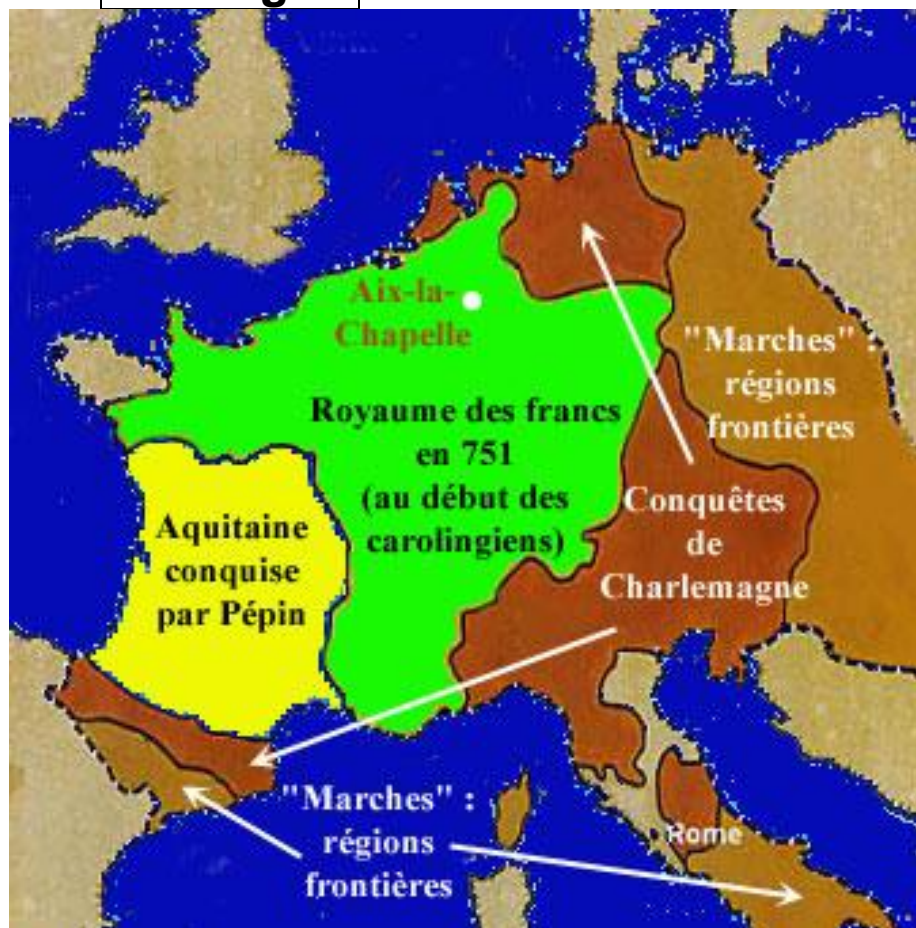 Aix-la-
Chapelle
"Marches" :
régions
frontières
Royaume des francs
en 751
(au début des
carolingiens)
Conquêtes
de
Charlemagne
Aquitaine
conquise
par Pépin
"Marches" :
régions
frontières
Rome